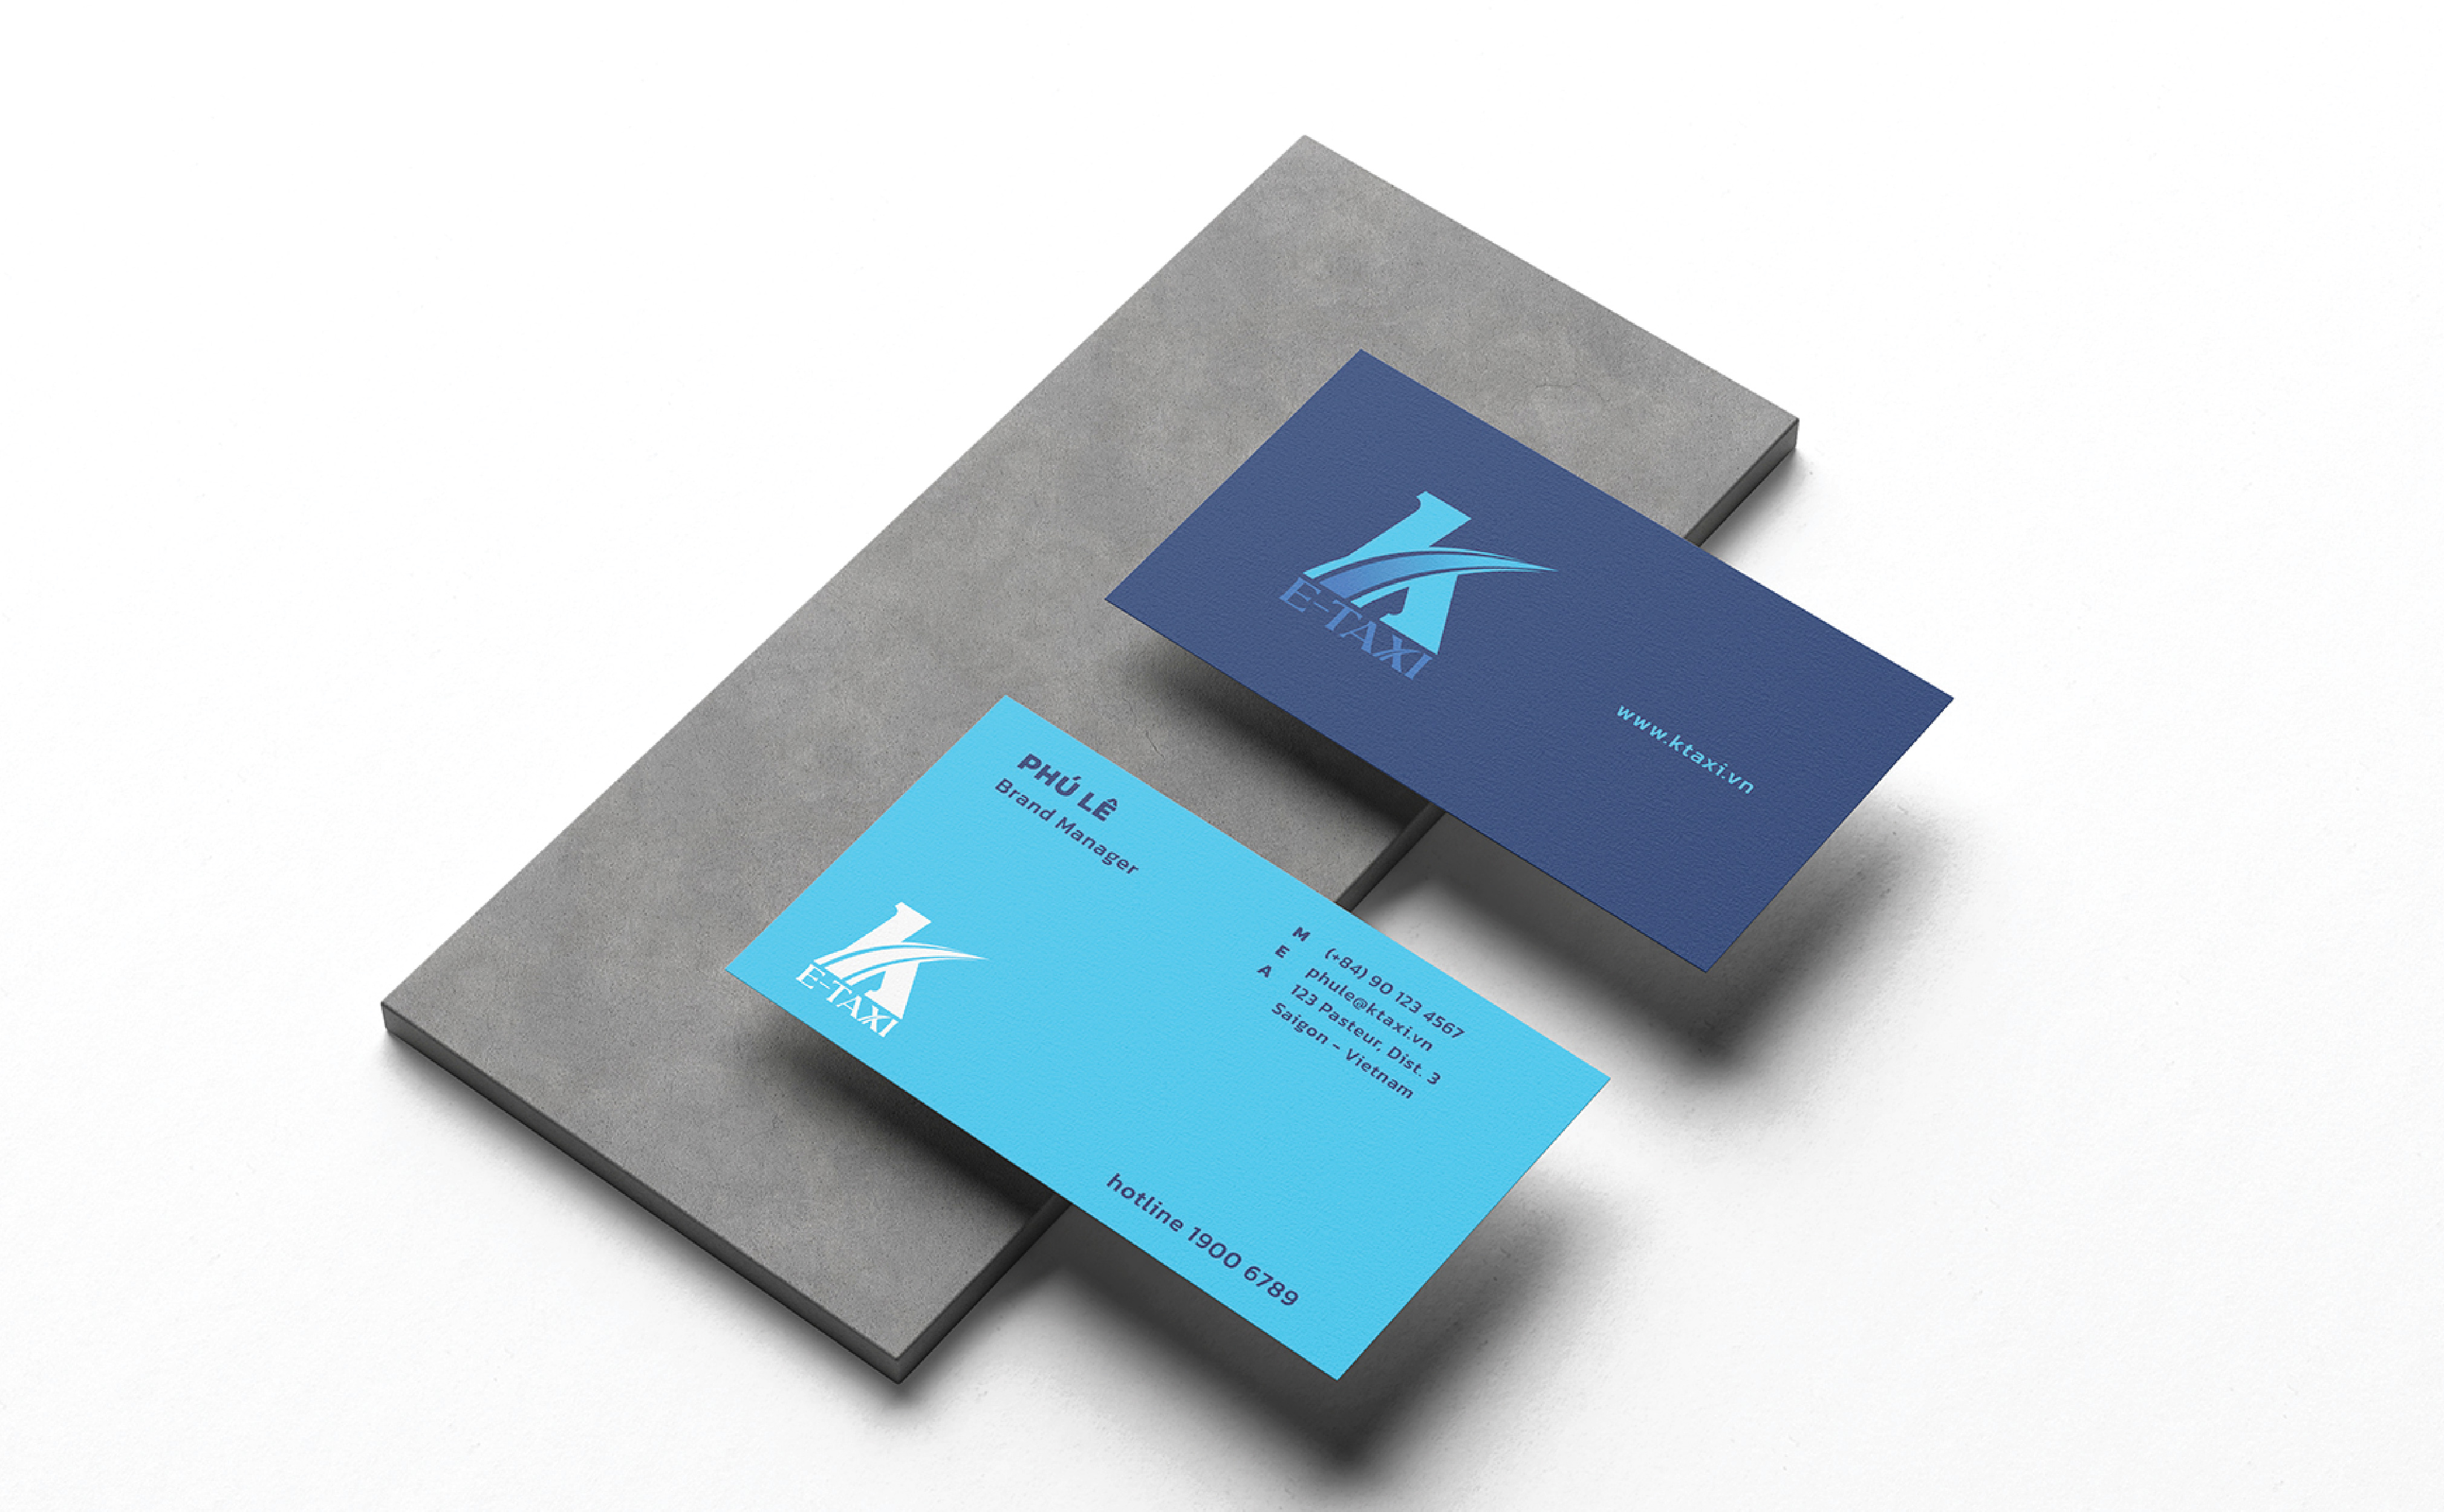 K
E-TAXI
www.ktaxi.vn
PHÚ LÊ
Brand Manager
K
E-TAXI
M (+84) 90 123 4567
E phule@ktaxi.vn
A 123 Pasteur, Dist. 3
Saigon - Vietnam
hotline 1900 6789